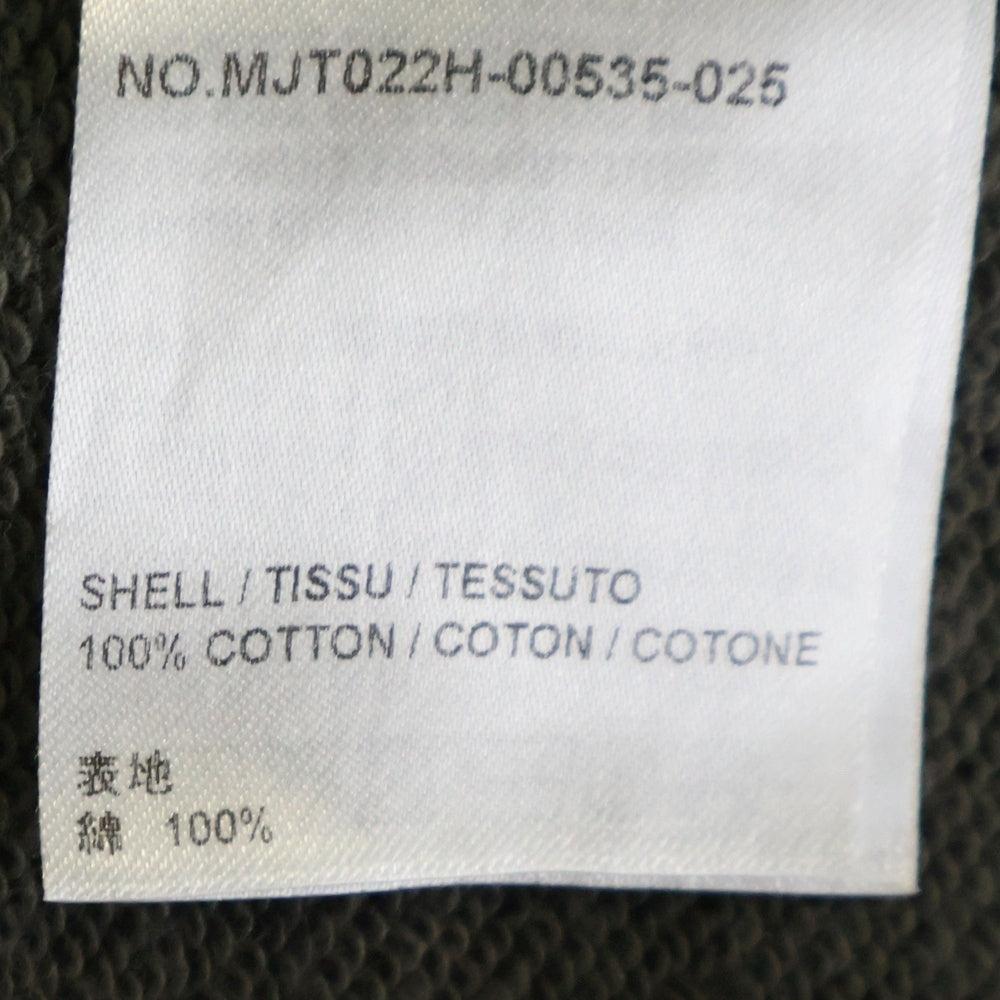 NO.MJT022H-00535-025
SHELL / TISSU / TESSUTO
100% COTTON / COTON / COTONE
表地
綿 100%